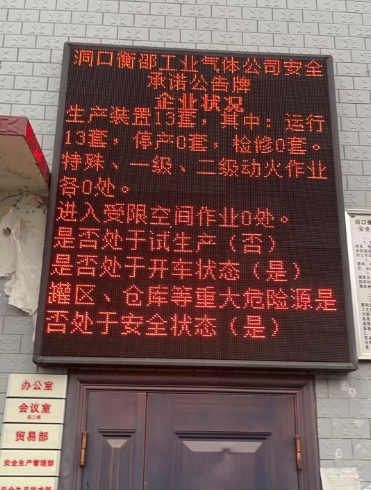 洞口衡邵工业气体公司安全
承诺公告牌
企业状况
生产装置13套，其中：运行
13套，停产0套，检修0套。
特殊、一级、二级动火作业
各0处。
进入受限空间作业0处。
是否处于试生产（否）
是否处于开车状态（是）
罐区、仓库等重大危险源是
否处于安全状态（是）
办公室
会议室
贸易部
安全生产管理部